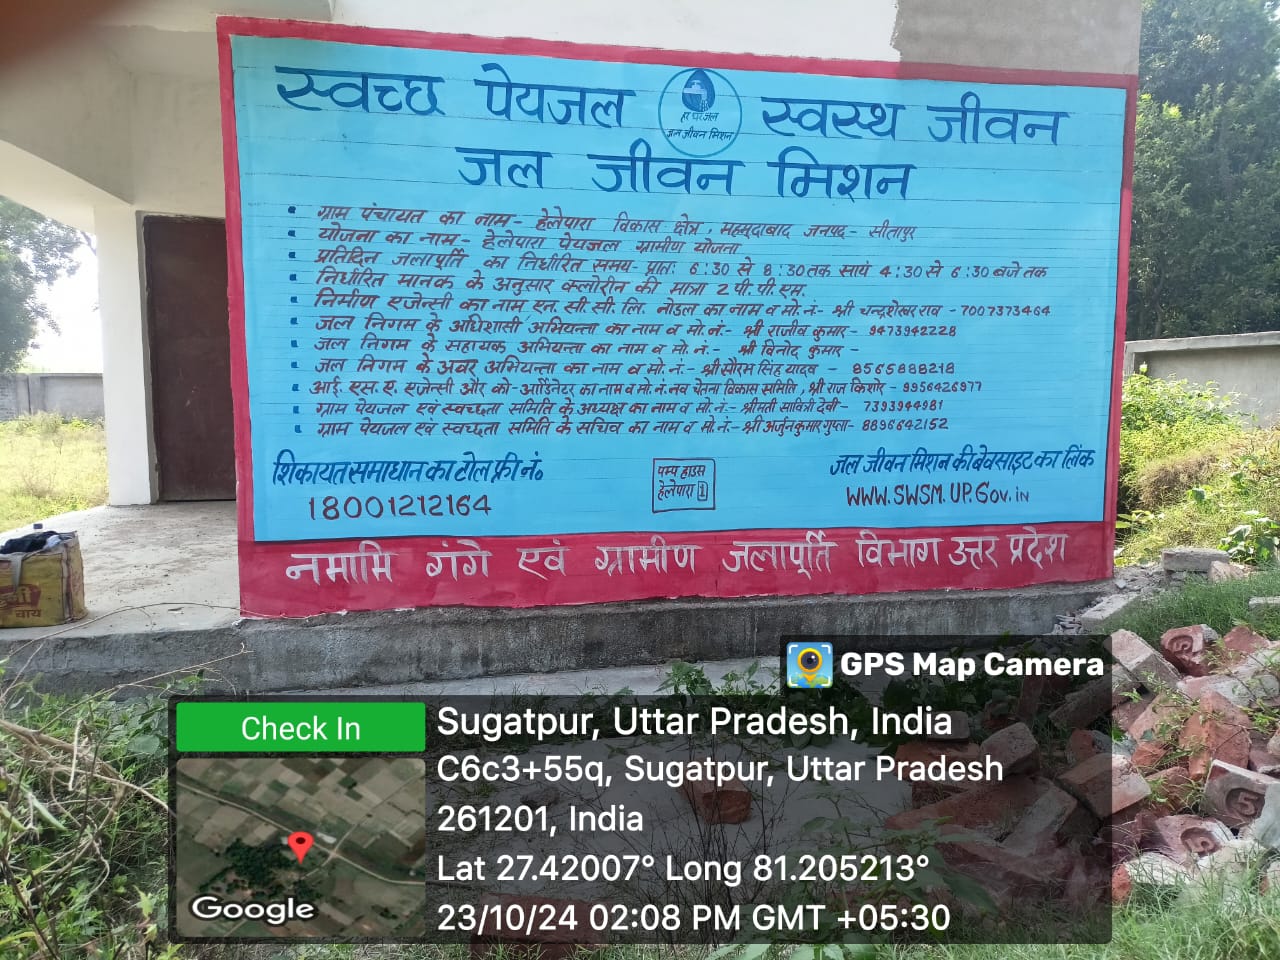 स्वच्छ पेयजल स्वस्थ जीवन
हर घर जल
जल जीवन मिशन
जल जीवन मिशन
ग्राम पंचायत का नाम- हेलेपारा विकास क्षेत्र, महमूदाबाद जनपद- सीतापुर
योजना का नाम- हेलेपारा पेयजल ग्रामीण योजना
प्रतिदिन जलापूर्ति का निर्धारित समय- प्रात: 6:30 से 8:30 तक सायं 4:30 से 6:30 बजे तक
निर्धारित मानक के अनुसार क्लोरीन की मात्रा 2 पी. पी. एम.
निर्माण एजेन्सी का नाम एन. सी. सी. लि. नोडल का नाम व मो. नं- श्री चन्द्रशेखर राव - 7007373464
जल निगम के अधिशासी अभियन्ता का नाम व मो. नं- श्री राजीव कुमार- 9473942228
जल निगम के सहायक अभियन्ता का नाम व मो. नं.- श्री विनोद कुमार -
जल निगम के अवर अभियन्ता का नाम व मो. नं- श्री सौरम सिंह यादव - 8565888218
आई. एस. ए. एजेन्सी और को-आर्डिनेटर का नाम व मो. नं. नव चेतना विकास समिति, श्री राज किशोर- 9956426977
ग्राम पेयजल एवं स्वच्छता समिति के अध्यक्ष का नाम व मो. नं.- श्रीमती सावित्री देवी- 7393944981
ग्राम पेयजल एवं स्वच्छता समिति के सचिव का नाम व मो. नं- श्री अर्जुन कुमार गुप्ता- 8896642152
शिकायत समाधान का टोल फ्री नं०
18001212164
पम्प हाउस
हेलेपारा 1
जल जीवन मिशन की बेवसाइट का लिंक
WWW.SWSM.UP.Gov.in
नमामि गंगे एवं ग्रामीण जलापूर्ति विभाग उत्तर प्रदेश
चाय
GPS Map Camera
Check In
Sugatpur, Uttar Pradesh, India
C6c3+55q, Sugatpur, Uttar Pradesh
261201, India
Lat 27.42007° Long 81.205213°
23/10/24 02:08 PM GMT +05:30
Google